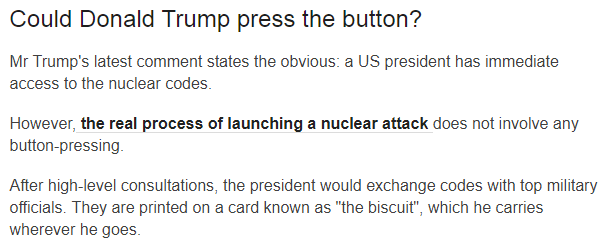 Could Donald Trump press the button?
Mr Trump's latest comment states the obvious: a US president has immediate
access to the nuclear codes.
However, the real process of launching a nuclear attack does not involve any
button-pressing.
After high-level consultations, the president would exchange codes with top military
officials. They are printed on a card known as "the biscuit", which he carries
wherever he goes.